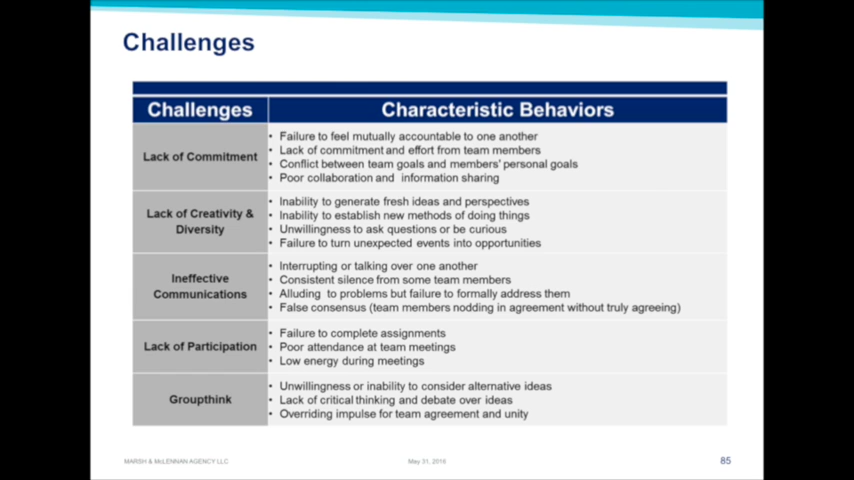 Challenges
Challenges
Characteristic Behaviors
Lack of Commitment
• Failure to feel mutually accountable to one another
• Lack of commitment and effort from team members
• Conflict between team goals and members' personal goals
• Poor collaboration and information sharing
Lack of Creativity &
Diversity
• Inability to generate fresh ideas and perspectives
• Inability to establish new methods of doing things
• Unwillingness to ask questions or be curious
• Failure to turn unexpected events into opportunities
Ineffective
Communications
• Interrupting or talking over one another
• Consistent silence from some team members
• Alluding to problems but failure to formally address them
• False consensus (team members nodding in agreement without truly agreeing)
Lack of Participation
• Failure to complete assignments
• Poor attendance at team meetings
• Low energy during meetings
Groupthink
• Unwillingness or inability to consider alternative ideas
• Lack of critical thinking and debate over ideas
• Overriding impulse for team agreement and unity
MARSH & McLENNAN AGENCY LLC
May 31, 2016
85